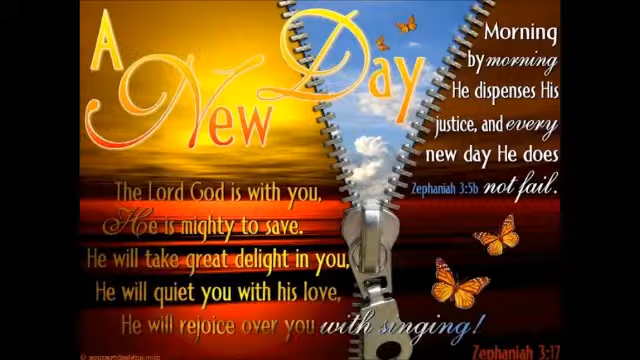 A
New Day
Morning
by morning
He dispenses His
justice, and every
new day He does
Zephaniah 3:5b not fail.
The Lord God is with you,
He is mighty to save.
He will take great delight in you,
He will quiet you with his love,
He will rejoice over you with singing!
Zephaniah 3:17